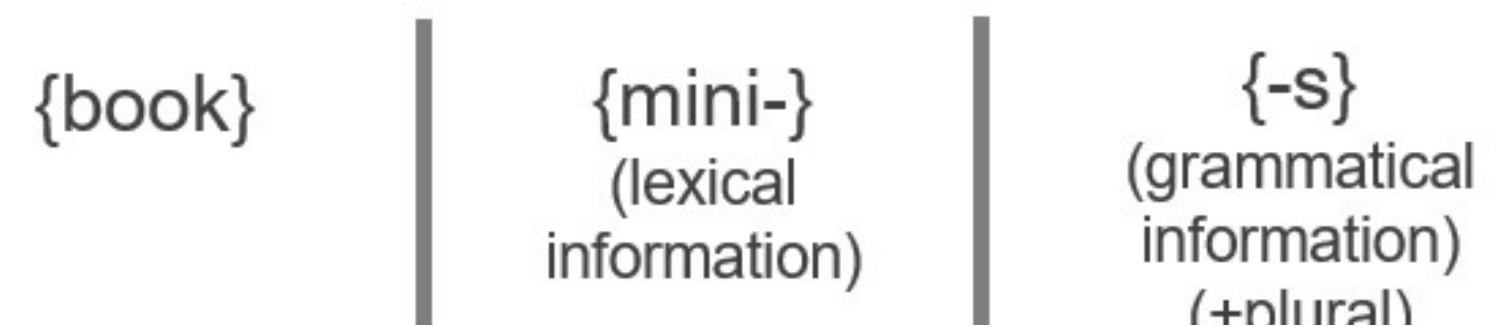 {book}
{mini-}
(lexical
information)
{-s}
(grammatical
information)
(+plural)